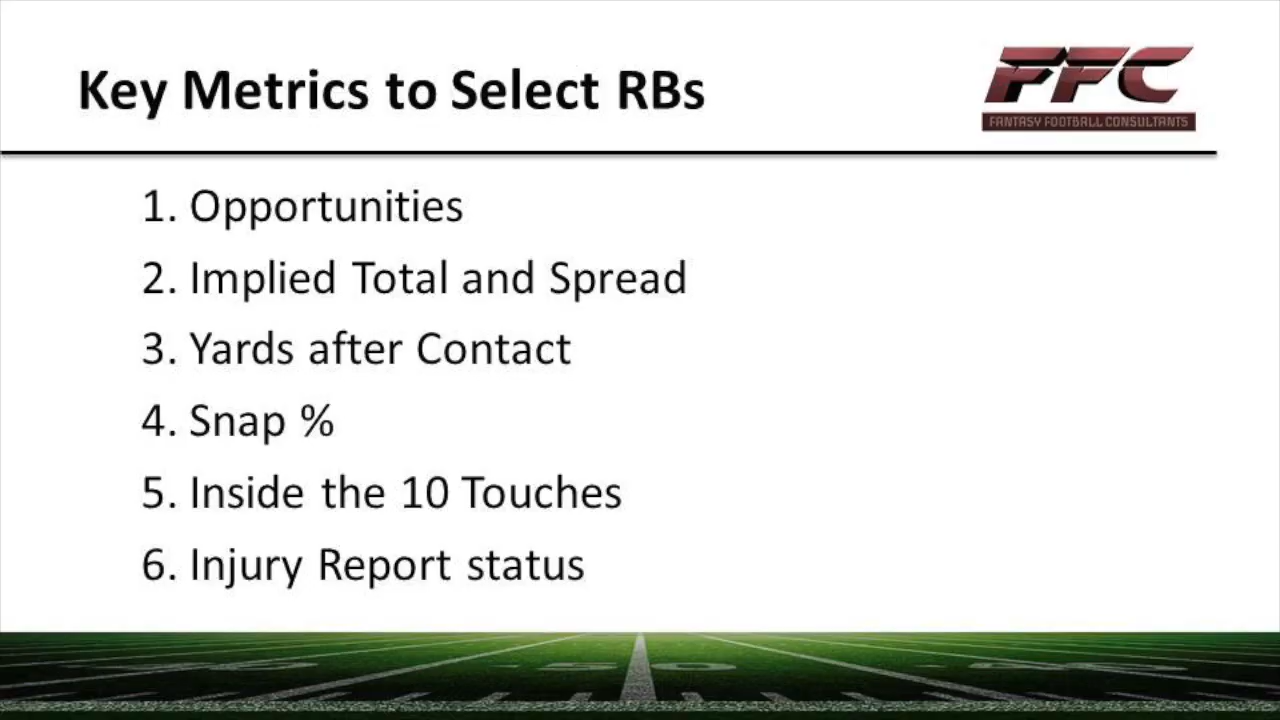 Key Metrics to Select RBs
FFC
FANTASY FOOTBALL CONSULTANTS
1. Opportunities
2. Implied Total and Spread
3. Yards after Contact
4. Snap %
5. Inside the 10 Touches
6. Injury Report status
50